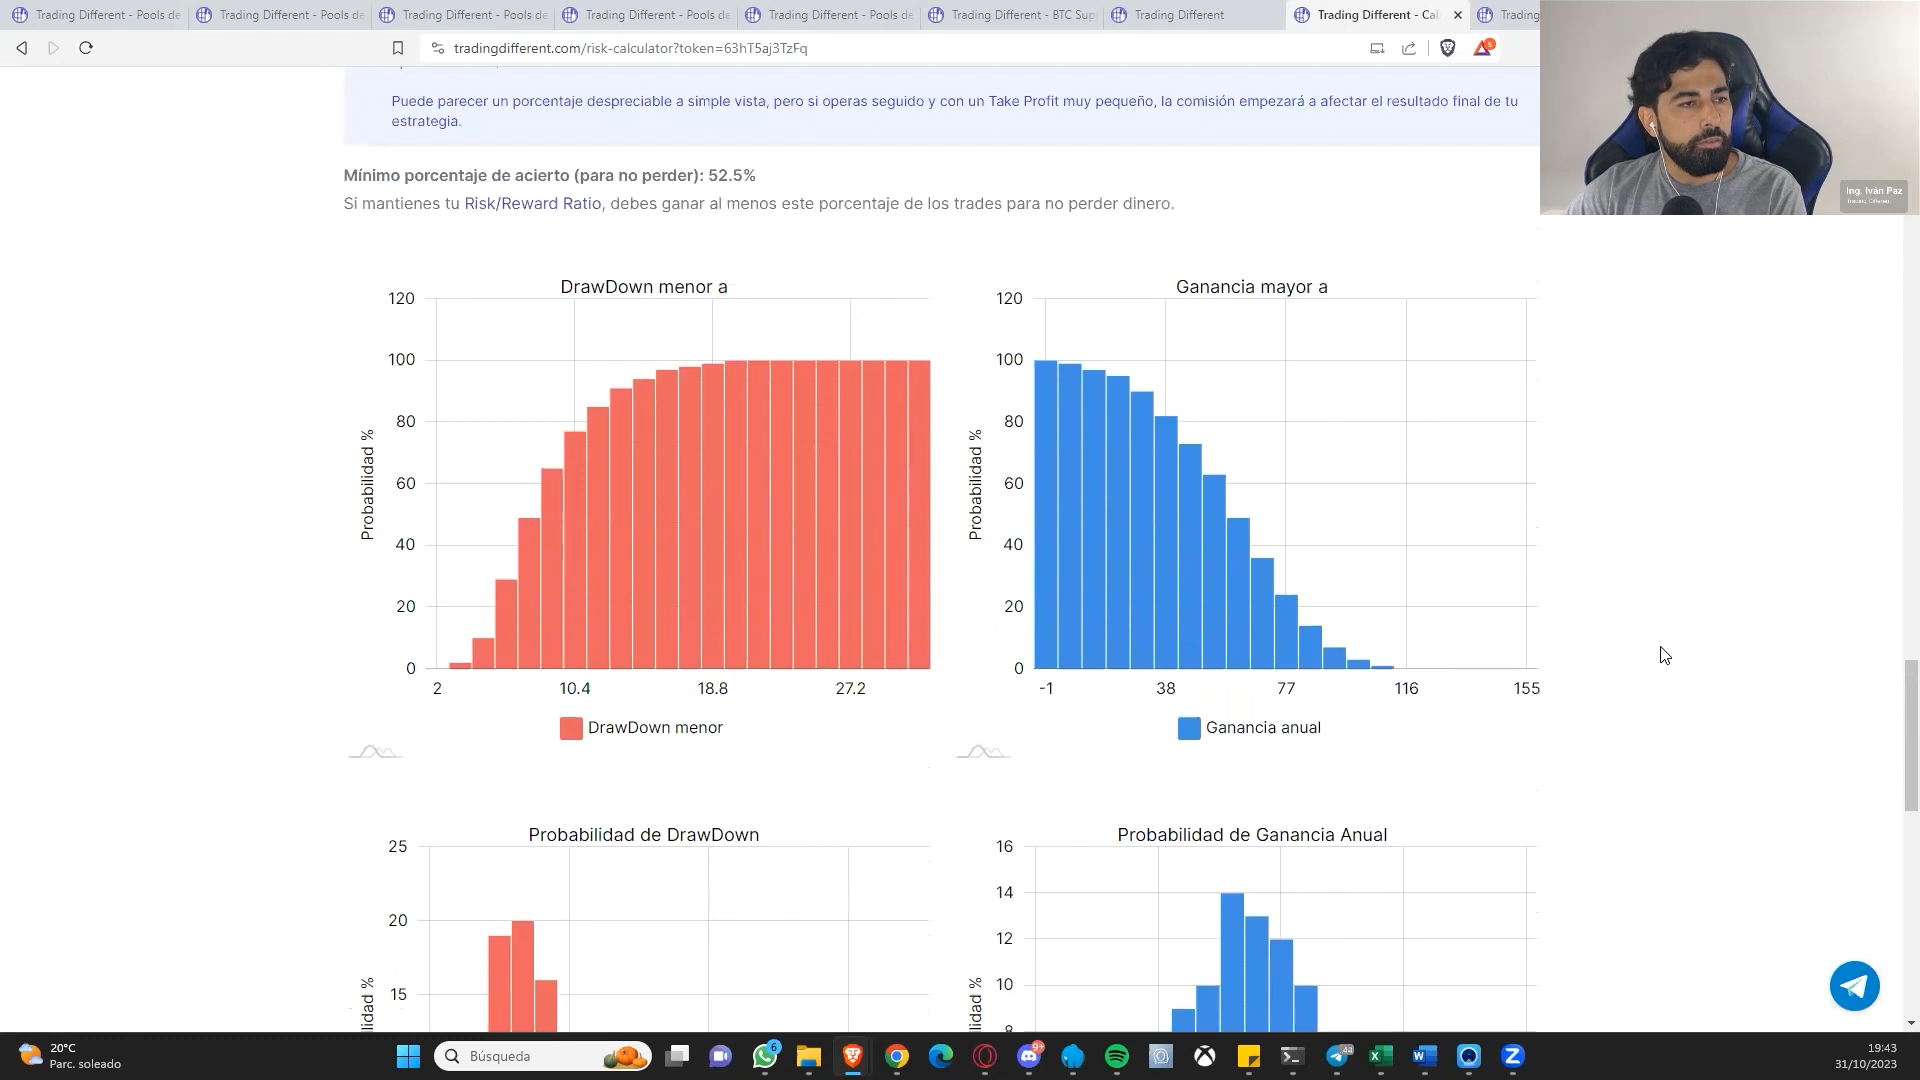 Trading Different - Pools de
Trading Different - Pools de
Trading Different - Pools de
Trading Different - Pools de
Trading Different - Pools de
Trading Different - BTC Sup
Trading Different
Trading Different - Cal
Trading
tradingdifferent.com/risk-calculator?token=63hT5aj3TzFq
5
Puede parecer un porcentaje despreciable a simple vista, pero si operas seguido y con un Take Profit muy pequeño, la comisión empezará a afectar el resultado final de tu
estrategia.
Ing. Iván Paz
Trading Different
Mínimo porcentaje de acierto (para no perder): 52.5%
Si mantienes tu Risk/Reward Ratio, debes ganar al menos este porcentaje de los trades para no perder dinero.
DrawDown menor a
120
100
80
60
40
20
0
Probabilidad %
2
10.4
18.8
27.2
DrawDown menor
Ganancia mayor a
120
100
80
60
40
20
0
Probabilidad %
-1
38
77
116
155
Ganancia anual
Probabilidad de DrawDown
25
20
15
lidad %
Probabilidad de Ganancia Anual
16
14
12
10
8
lidad %
20°C
Parc. soleado
Búsqueda
6
9+
19:43
31/10/2023